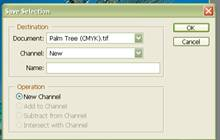 Save Selection
Destination
Document: Palm Tree (CMYK).tif
Channel: New
Name:
OK
Cancel
Operation
New Channel
Add to Channel
Subtract from Channel
Intersect with Channel